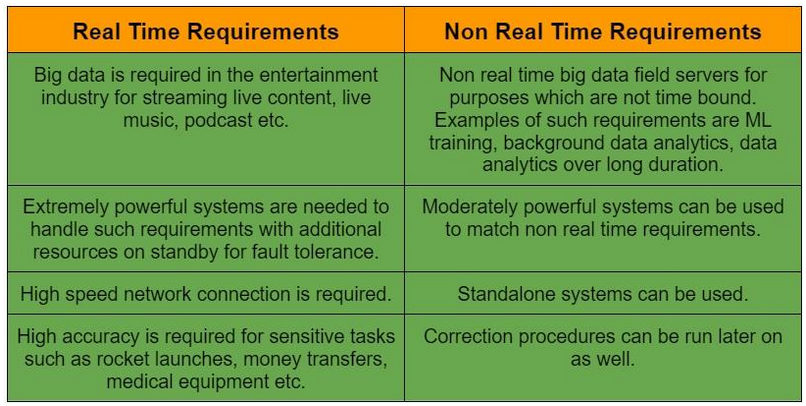 Real Time Requirements
Non Real Time Requirements
Big data is required in the entertainment
industry for streaming live content, live
music, podcast etc.
Non real time big data field servers for
purposes which are not time bound.
Examples of such requirements are ML
training, background data analytics, data
analytics over long duration.
Extremely powerful systems are needed to
handle such requirements with additional
resources on standby for fault tolerance.
Moderately powerful systems can be used
to match non real time requirements.
High speed network connection is required.
Standalone systems can be used.
High accuracy is required for sensitive tasks
such as rocket launches, money transfers,
medical equipment etc.
Correction procedures can be run later on
as well.